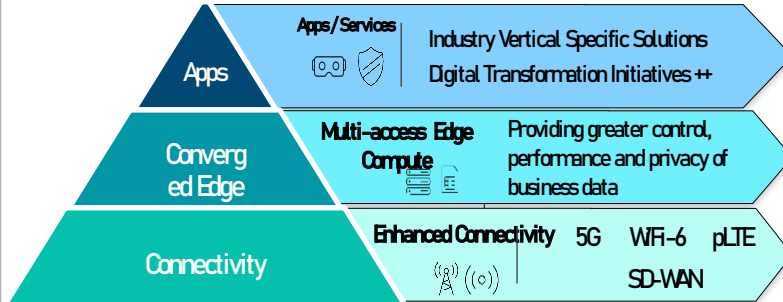 Apps
Apps/Services
Industry Vertical Specific Solutions
Digital Transformation Initiatives ++
Converg
ed Edge
Multi-access Edge
Compute
Providing greater control,
performance and privacy of
business data
Connectivity
Enhanced Connectivity
5G WiFi-6 pLTE
SD-WAN